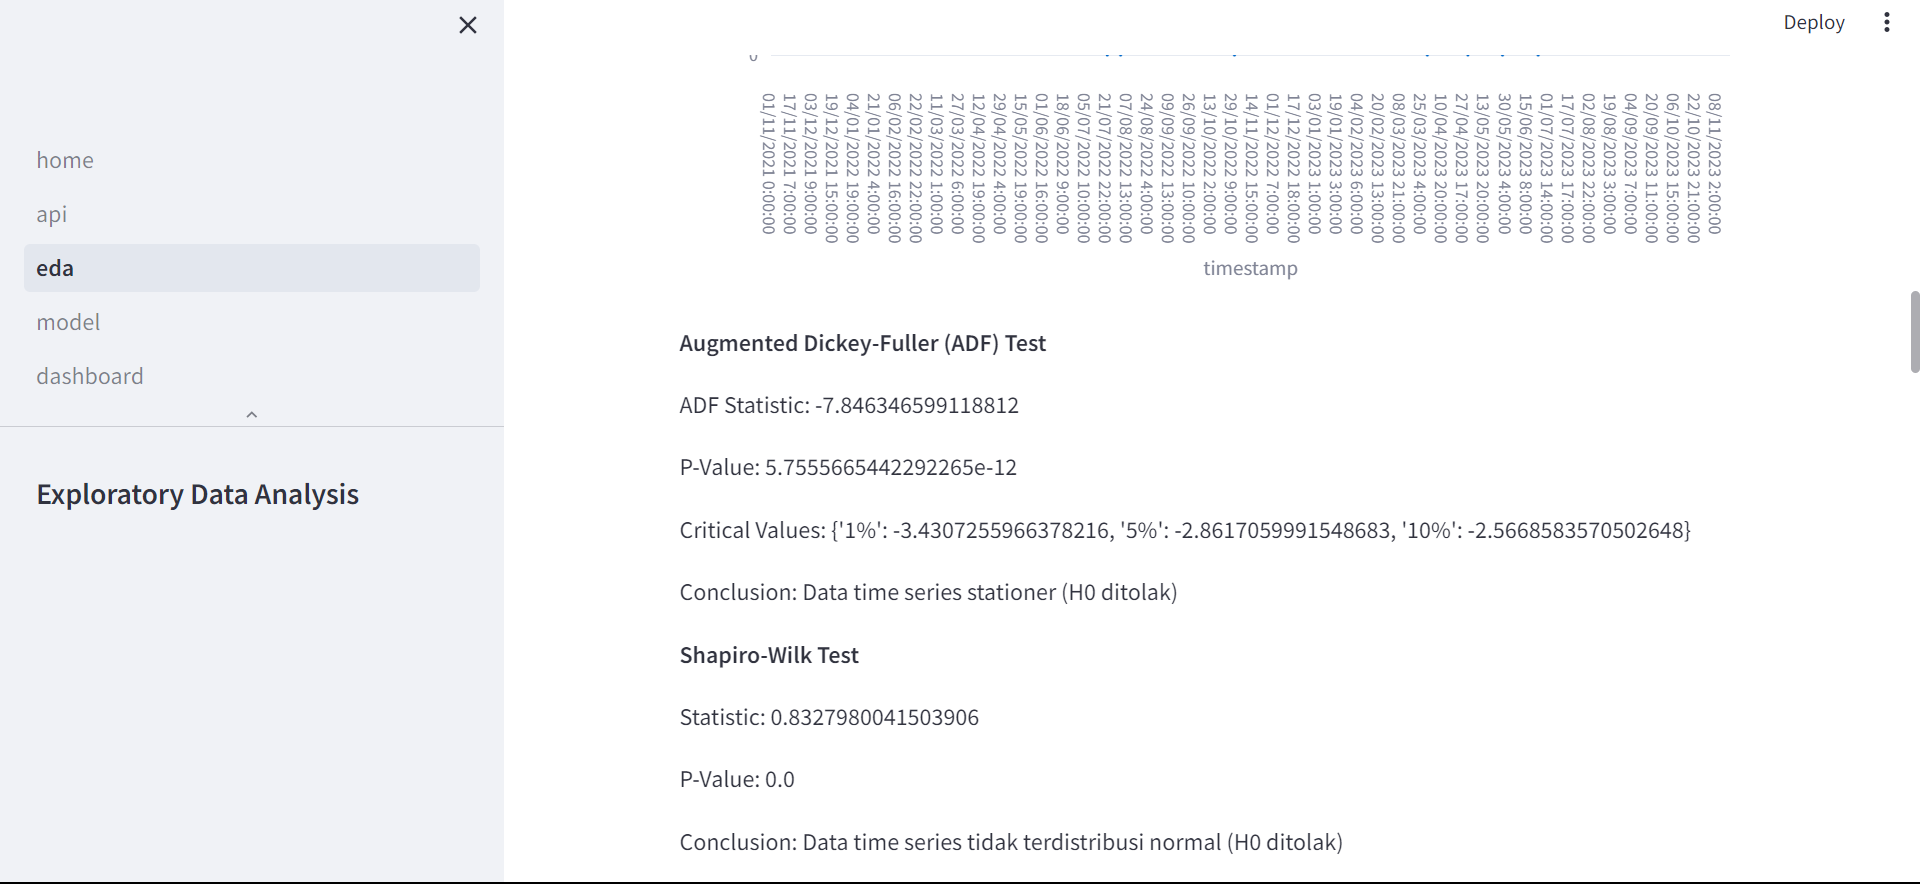 Deploy
home
api
eda
model
dashboard
Exploratory Data Analysis
0
01/11/2021 0:00:00
17/11/2021 7:00:00
03/12/2021 9:00:00
19/12/2021 15:00:00
04/01/2022 19:00:00
21/01/2022 4:00:00
06/02/2022 16:00:00
22/02/2022 22:00:00
11/03/2022 1:00:00
27/03/2022 6:00:00
12/04/2022 19:00:00
29/04/2022 4:00:00
15/05/2022 19:00:00
01/06/2022 16:00:00
18/06/2022 9:00:00
05/07/2022 10:00:00
21/07/2022 22:00:00
07/08/2022 13:00:00
24/08/2022 4:00:00
09/09/2022 13:00:00
26/09/2022 10:00:00
13/10/2022 2:00:00
29/10/2022 9:00:00
14/11/2022 15:00:00
01/12/2022 7:00:00
17/12/2022 18:00:00
03/01/2023 1:00:00
19/01/2023 3:00:00
04/02/2023 6:00:00
20/02/2023 13:00:00
08/03/2023 21:00:00
25/03/2023 4:00:00
10/04/2023 20:00:00
27/04/2023 17:00:00
13/05/2023 20:00:00
30/05/2023 4:00:00
15/06/2023 8:00:00
01/07/2023 14:00:00
17/07/2023 17:00:00
02/08/2023 22:00:00
19/08/2023 3:00:00
04/09/2023 7:00:00
20/09/2023 11:00:00
06/10/2023 15:00:00
22/10/2023 21:00:00
08/11/2023 2:00:00
timestamp
Augmented Dickey-Fuller (ADF) Test
ADF Statistic: -7.846346599118812
P-Value: 5.7555665442292265e-12
Critical Values: {'1%': -3.4307255966378216, '5%': -2.8617059991548683, '10%': -2.5668583570502648}
Conclusion: Data time series stationer (H0 ditolak)
Shapiro-Wilk Test
Statistic: 0.8327980041503906
P-Value: 0.0
Conclusion: Data time series tidak terdistribusi normal (H0 ditolak)